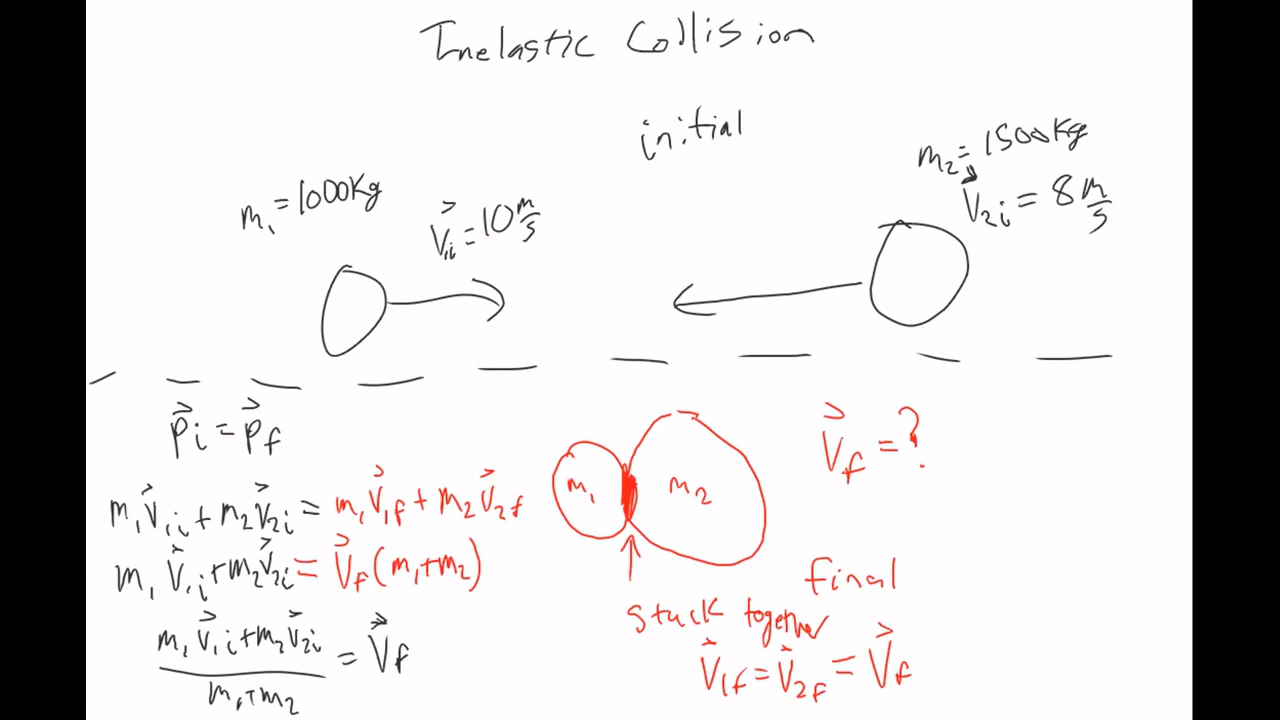 Inelastic Collision
initial
m₁ = 1000Kg
v⃗₁ᵢ = 10 m/s
m₂ = 1500Kg
v⃗₂ᵢ = 8 m/s
p⃗i = p⃗f
m₁v⃗₁ᵢ + m₂v⃗₂ᵢ = m₁v⃗₁f + m₂v⃗₂f
m₁v⃗₁ᵢ + m₂v⃗₂ᵢ = v⃗f(m₁+m₂)
(m₁v⃗₁ᵢ + m₂v⃗₂ᵢ)/(m₁+m₂) = v⃗f
m₁
m₂
v⃗f = ?
final
stuck together
v⃗₁f = v⃗₂f = v⃗f